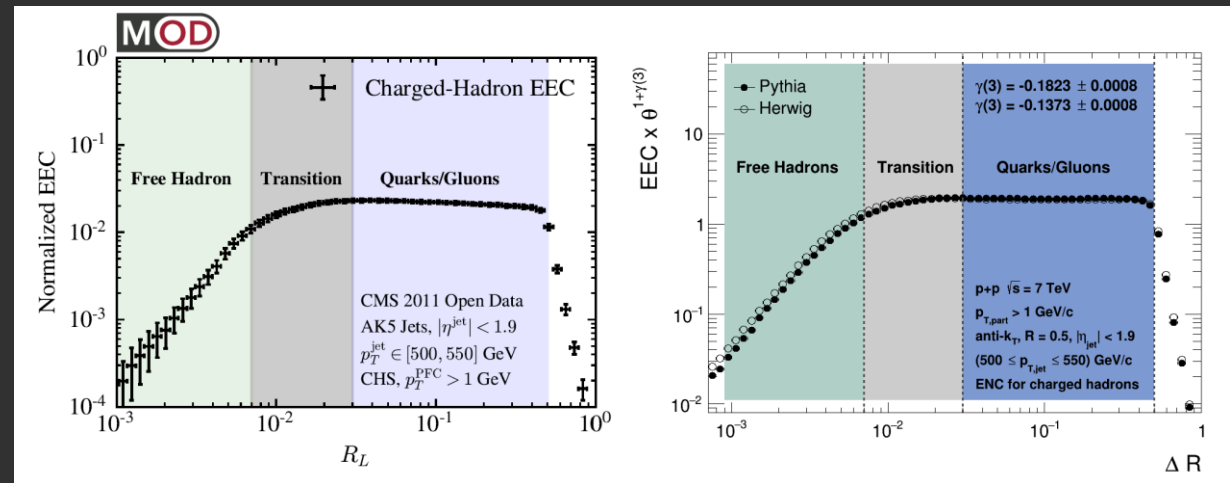 MOD
Charged-Hadron EEC
Normalized EEC
10⁰
10⁻¹
10⁻²
10⁻³
10⁻⁴
Free Hadron
Transition
Quarks/Gluons
CMS 2011 Open Data
AK5 Jets, |η^jet| < 1.9
p_T^jet ∈ [500, 550] GeV
CHS, p_T^PFC > 1 GeV
10⁻³
10⁻²
10⁻¹
10⁰
R_L
EEC x θ^1+γ(3)
10
1
10⁻¹
10⁻²
Pythia
Herwig
γ(3) = -0.1823 ± 0.0008
γ(3) = -0.1373 ± 0.0008
Free Hadrons
Transition
Quarks/Gluons
p+p √s = 7 TeV
p_T,part > 1 GeV/c
anti-k_T, R = 0.5, |η_jet| < 1.9
(500 ≤ p_T,jet ≤ 550) GeV/c
ENC for charged hadrons
10⁻³
10⁻²
10⁻¹
1
Δ R